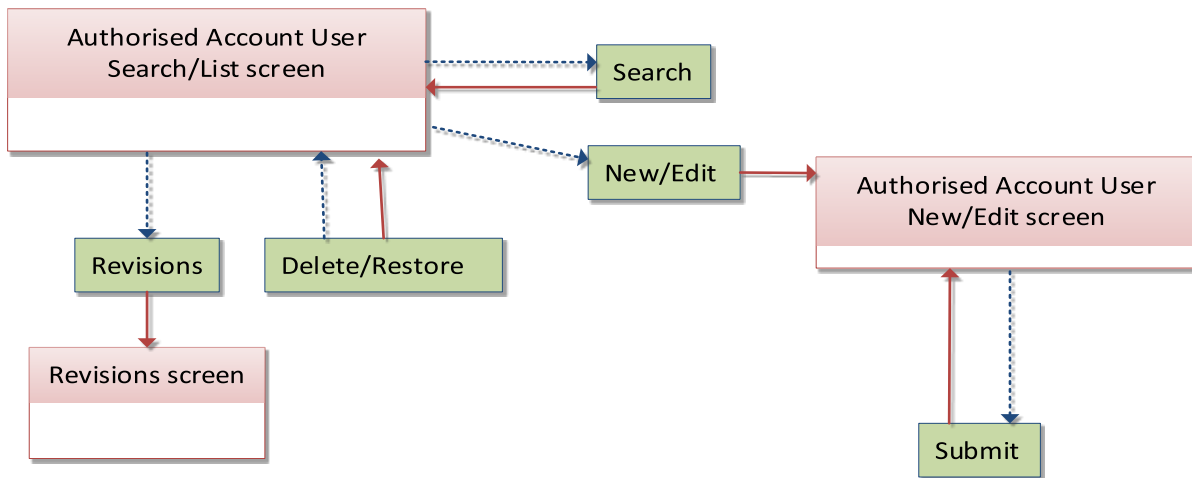 Authorised Account User
Search/List screen
Search
New/Edit
Authorised Account User
New/Edit screen
Revisions
Delete/Restore
Revisions screen
Submit